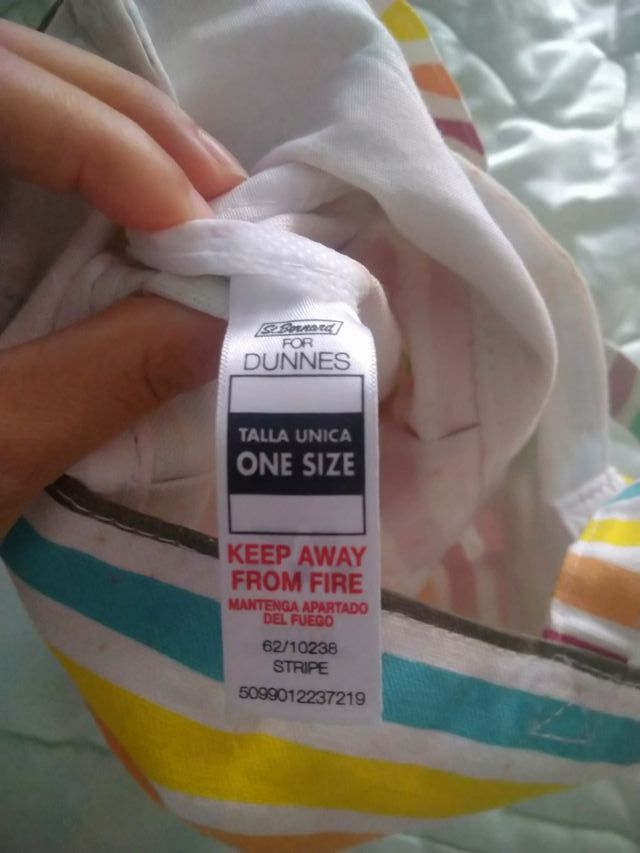 St. Bernard
FOR
DUNNES
TALLA UNICA
ONE SIZE
KEEP AWAY
FROM FIRE
MANTENGA APARTADO
DEL FUEGO
62/10238
STRIPE
5099012237219